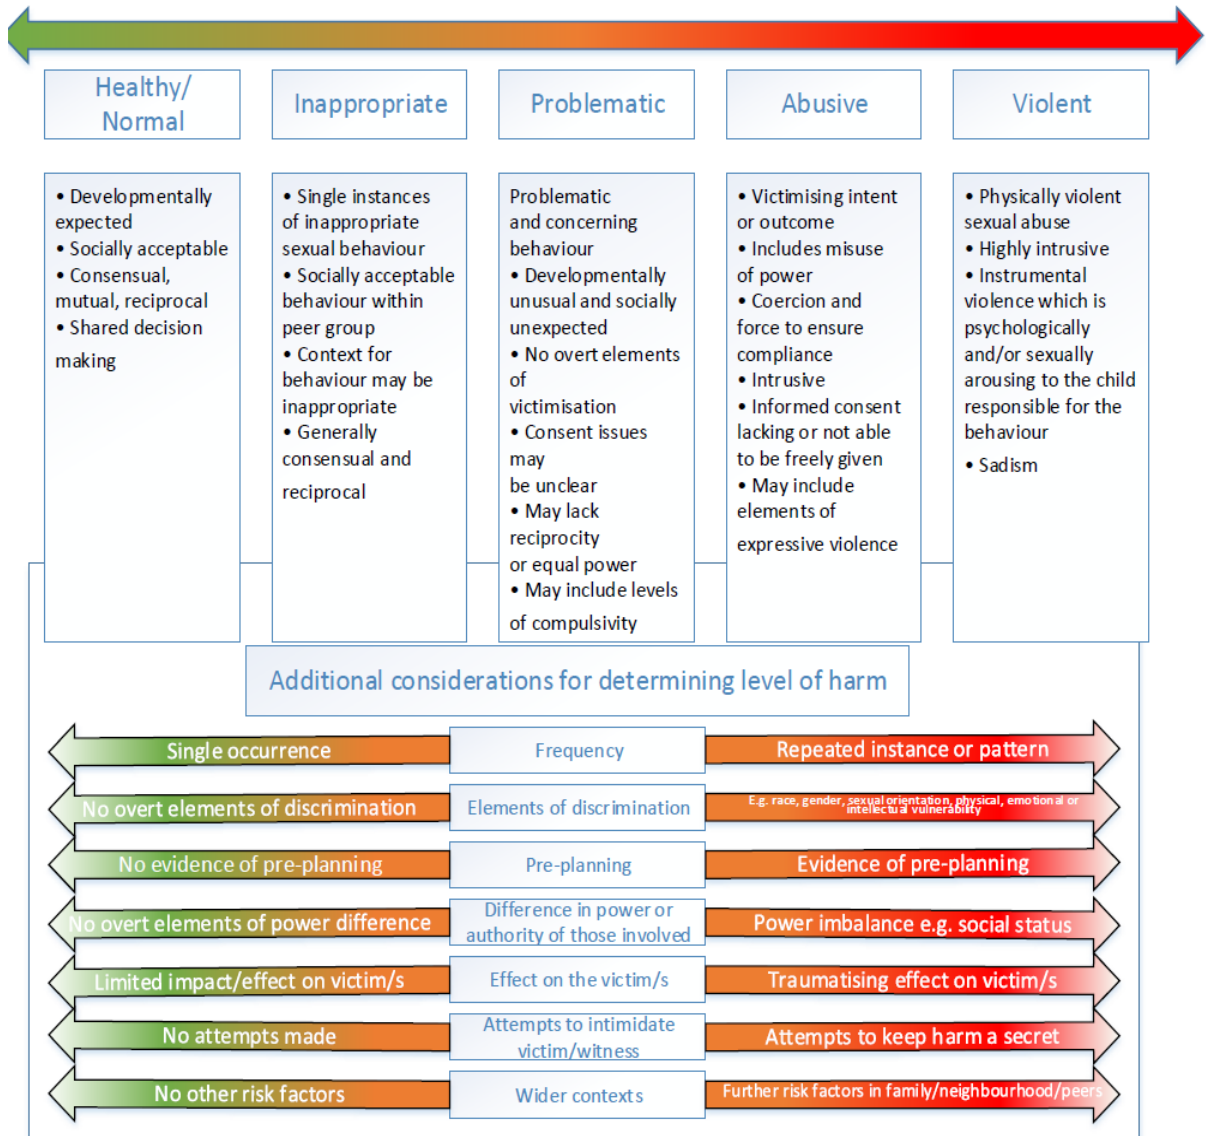 Healthy/
Normal
Inappropriate
Problematic
Abusive
Violent
• Developmentally
expected
• Socially acceptable
• Consensual,
mutual, reciprocal
• Shared decision
making
• Single instances
of inappropriate
sexual behaviour
• Socially acceptable
behaviour within
peer group
• Context for
behaviour may be
inappropriate
• Generally
consensual and
reciprocal
Problematic
and concerning
behaviour
• Developmentally
unusual and socially
unexpected
• No overt elements
of
victimisation
• Consent issues
may
be unclear
• May lack
reciprocity
or equal power
• May include levels
of compulsivity
• Victimising intent
or outcome
• Includes misuse
of power
• Coercion and
force to ensure
compliance
• Intrusive
• Informed consent
lacking or not able
to be freely given
• May include
elements of
expressive violence
• Physically violent
sexual abuse
• Highly intrusive
• Instrumental
violence which is
psychologically
and/or sexually
arousing to the child
responsible for the
behaviour
• Sadism
Additional considerations for determining level of harm
Single occurrence
Frequency
Repeated instance or pattern
No overt elements of discrimination
Elements of discrimination
E.g. race, gender, sexual orientation, physical, emotional or
intellectual vulnerability
No evidence of pre-planning
Pre-planning
Evidence of pre-planning
No overt elements of power difference
Difference in power or
authority of those involved
Power imbalance e.g. social status
Limited impact/effect on victim/s
Effect on the victim/s
Traumatising effect on victim/s
No attempts made
Attempts to intimidate
victim/witness
Attempts to keep harm a secret
No other risk factors
Wider contexts
Further risk factors in family/neighbourhood/peers